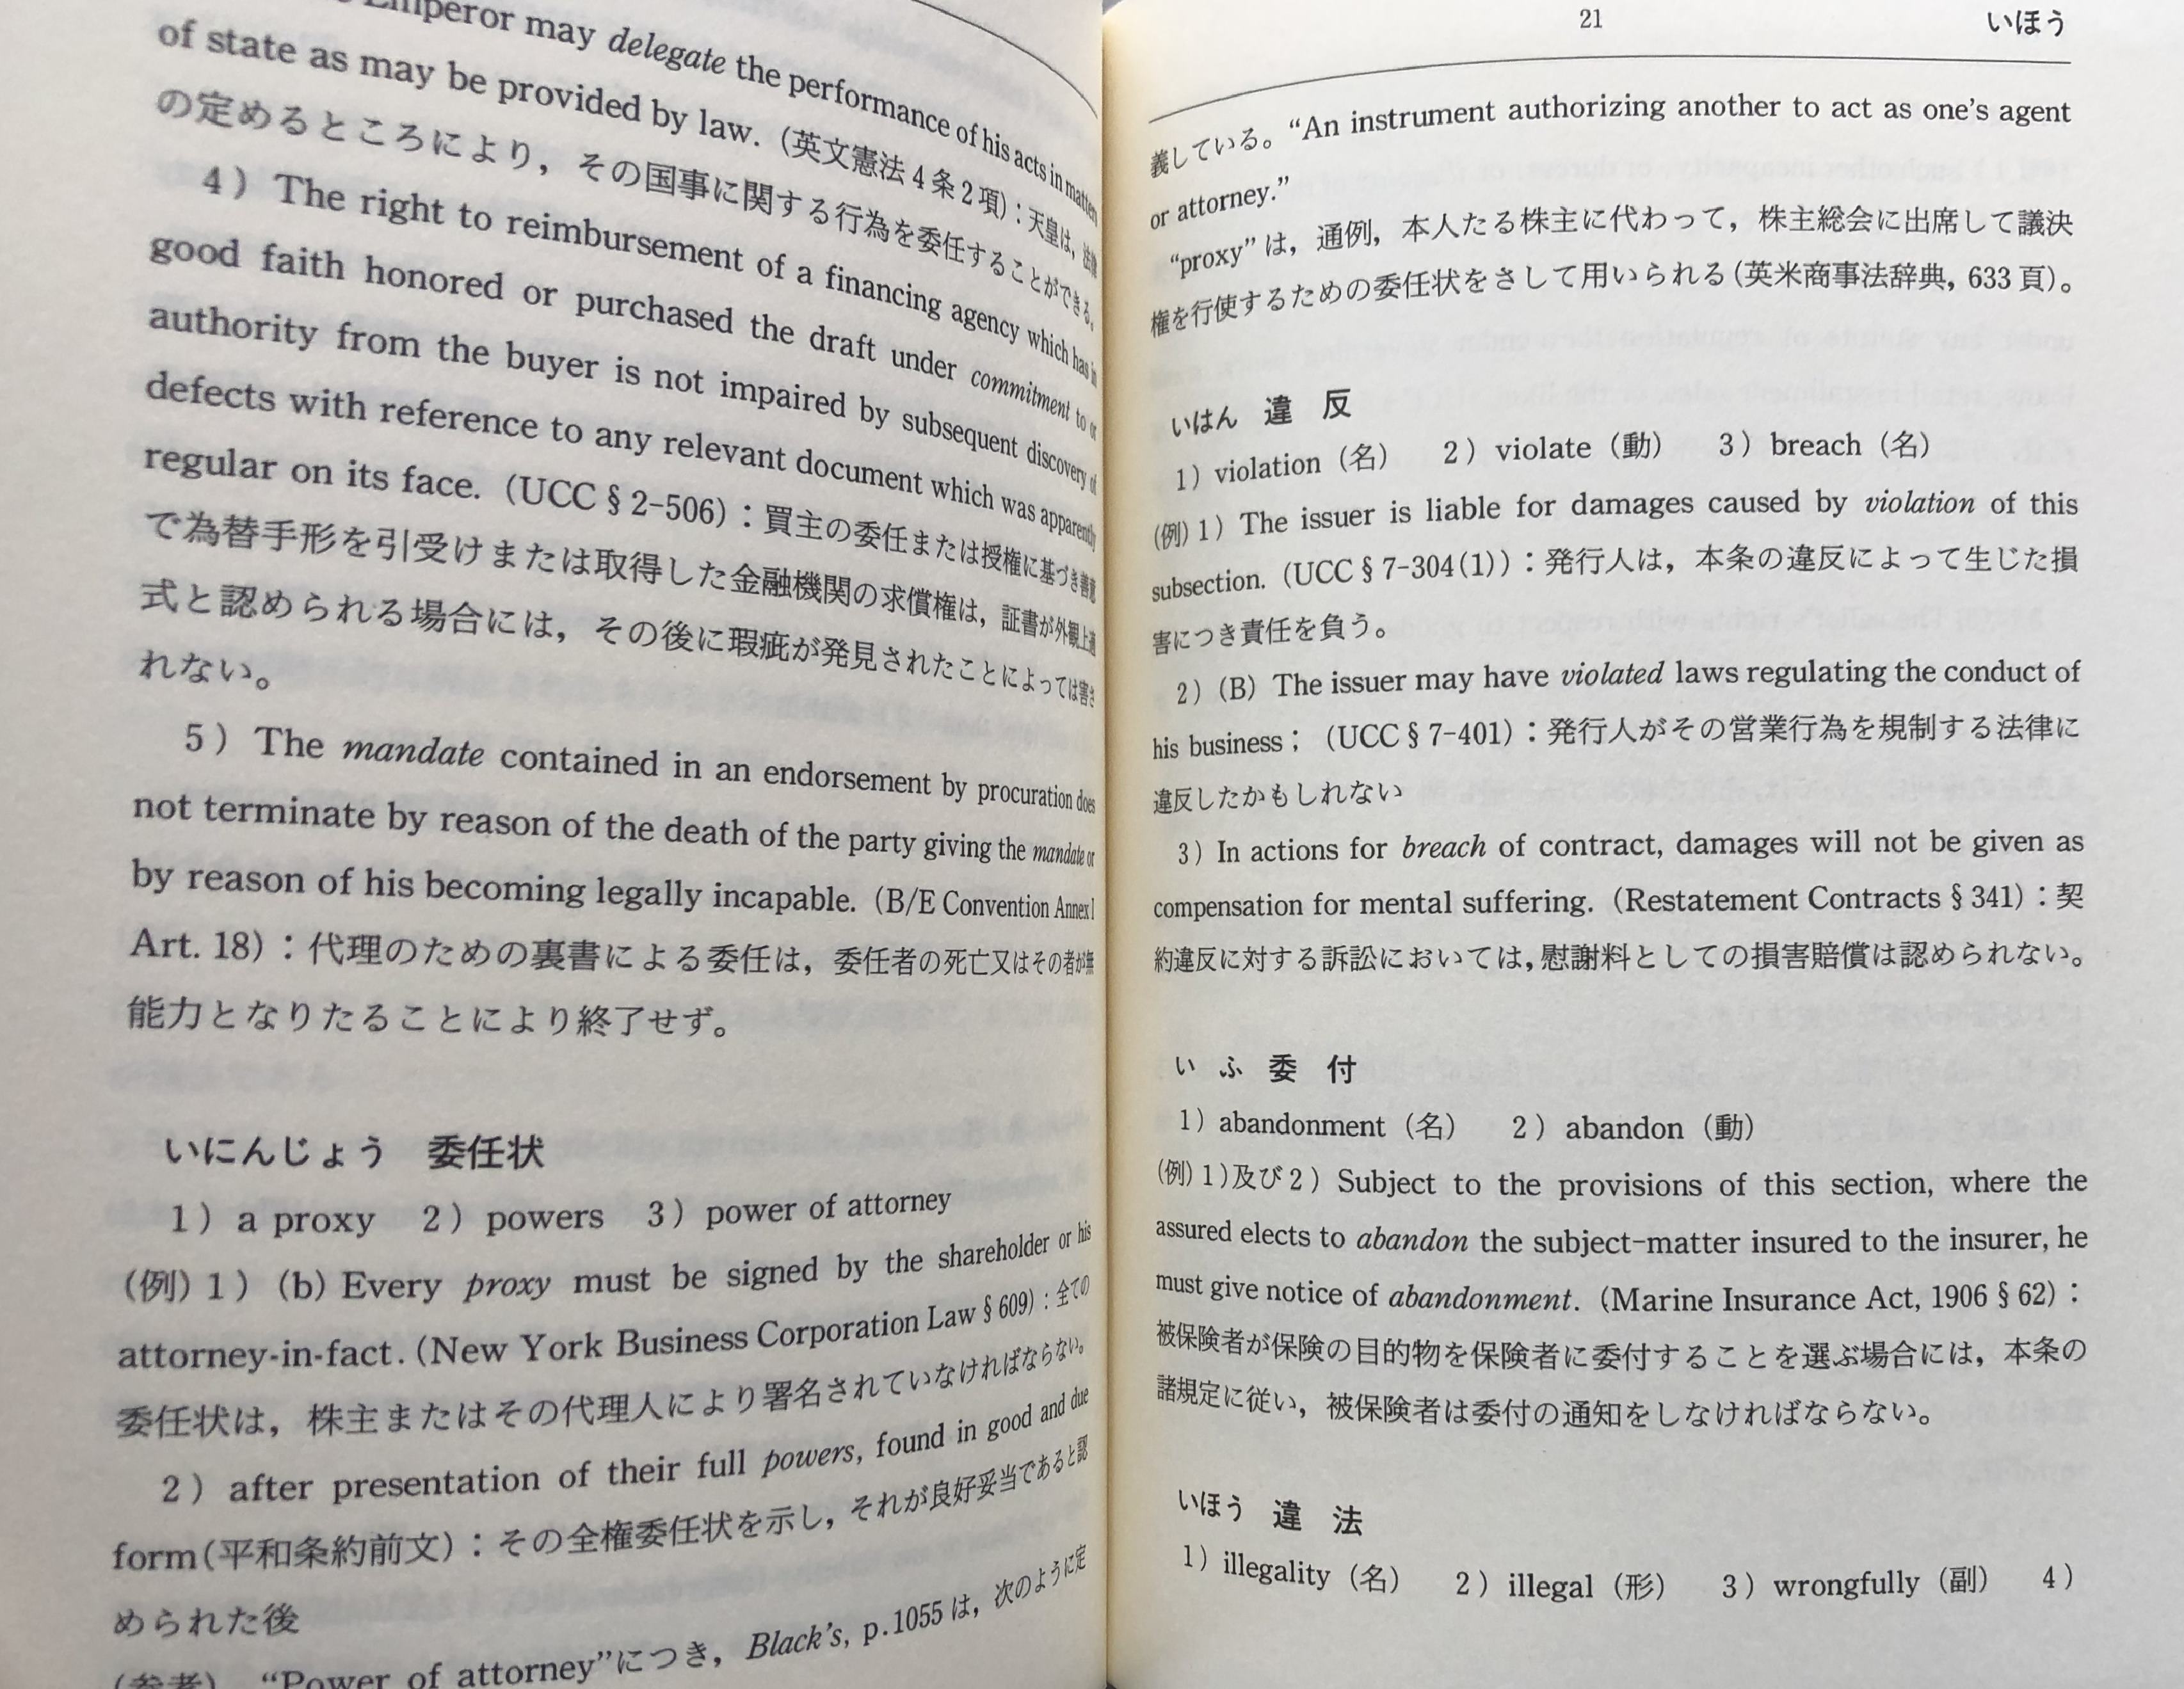 Emperor may delegate the performance of his acts in matters
of state as may be provided by law. (英文憲法4条2項)：天皇は，法律
の定めるところにより，その国事に関する行為を委任することができる。
4) The right to reimbursement of a financing agency which has in
good faith honored or purchased the draft under commitment to or
authority from the buyer is not impaired by subsequent discovery of
defects with reference to any relevant document which was apparently
regular on its face. (UCC § 2-506)：買主の委任または授権に基づき善意
で為替手形を引受けまたは取得した金融機関の求償権は，証書が外観上適
式と認められる場合には，その後に瑕疵が発見されたことによっては害さ
れない。
5) The mandate contained in an endorsement by procuration does
not terminate by reason of the death of the party giving the mandate or
by reason of his becoming legally incapable. (B/E Convention Annex I
Art. 18)：代理のための裏書による委任は，委任者の死亡又はその者が無
能力となりたることにより終了せず。
いにんじょう 委任状
1) a proxy 2) powers 3) power of attorney
(例) 1) (b) Every proxy must be signed by the shareholder or his
attorney-in-fact. (New York Business Corporation Law § 609)：全ての
委任状は，株主またはその代理人により署名されていなければならない。
2) after presentation of their full powers, found in good and due
form(平和条約前文)：その全権委任状を示し，それが良好妥当であると認
められた後
(参考) “Power of attorney”につき，Black's, p.1055 は，次のように定
21 いほう
義している。“An instrument authorizing another to act as one's agent
or attorney.”
“proxy”は，通例，本人たる株主に代わって，株主総会に出席して議決
権を行使するための委任状をさして用いられる(英米商事法辞典，633頁)。
いはん 違反
1) violation（名） 2) violate（動） 3) breach（名）
(例) 1) The issuer is liable for damages caused by violation of this
subsection. (UCC § 7-304(1))：発行人は，本条の違反によって生じた損
害につき責任を負う。
2) (B) The issuer may have violated laws regulating the conduct of
his business； (UCC § 7-401)：発行人がその営業行為を規制する法律に
違反したかもしれない
3) In actions for breach of contract, damages will not be given as
compensation for mental suffering. (Restatement Contracts § 341)：契
約違反に対する訴訟においては，慰謝料としての損害賠償は認められない。
いふ 委付
1) abandonment（名） 2) abandon（動）
(例) 1)及び2) Subject to the provisions of this section, where the
assured elects to abandon the subject-matter insured to the insurer, he
must give notice of abandonment. (Marine Insurance Act, 1906 § 62)：
被保険者が保険の目的物を保険者に委付することを選ぶ場合には，本条の
諸規定に従い，被保険者は委付の通知をしなければならない。
いほう 違法
1) illegality（名） 2) illegal（形） 3) wrongfully（副） 4)